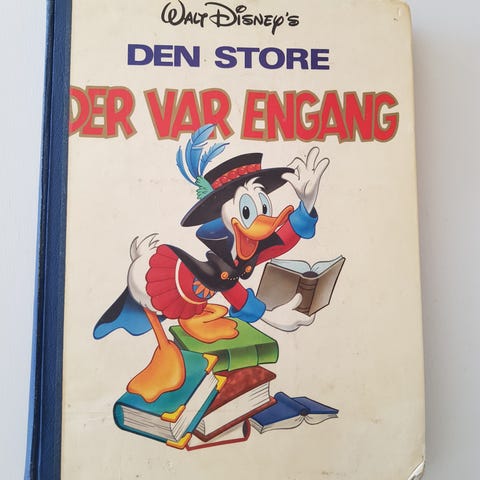 Walt Disney's
DEN STORE
DER VAR ENGANG